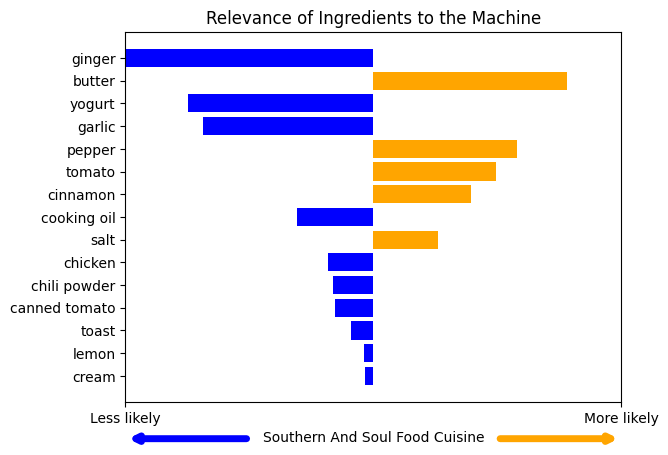 Relevance of Ingredients to the Machine
ginger
butter
yogurt
garlic
pepper
tomato
cinnamon
cooking oil
salt
chicken
chili powder
canned tomato
toast
lemon
cream
Less likely
More likely
Southern And Soul Food Cuisine